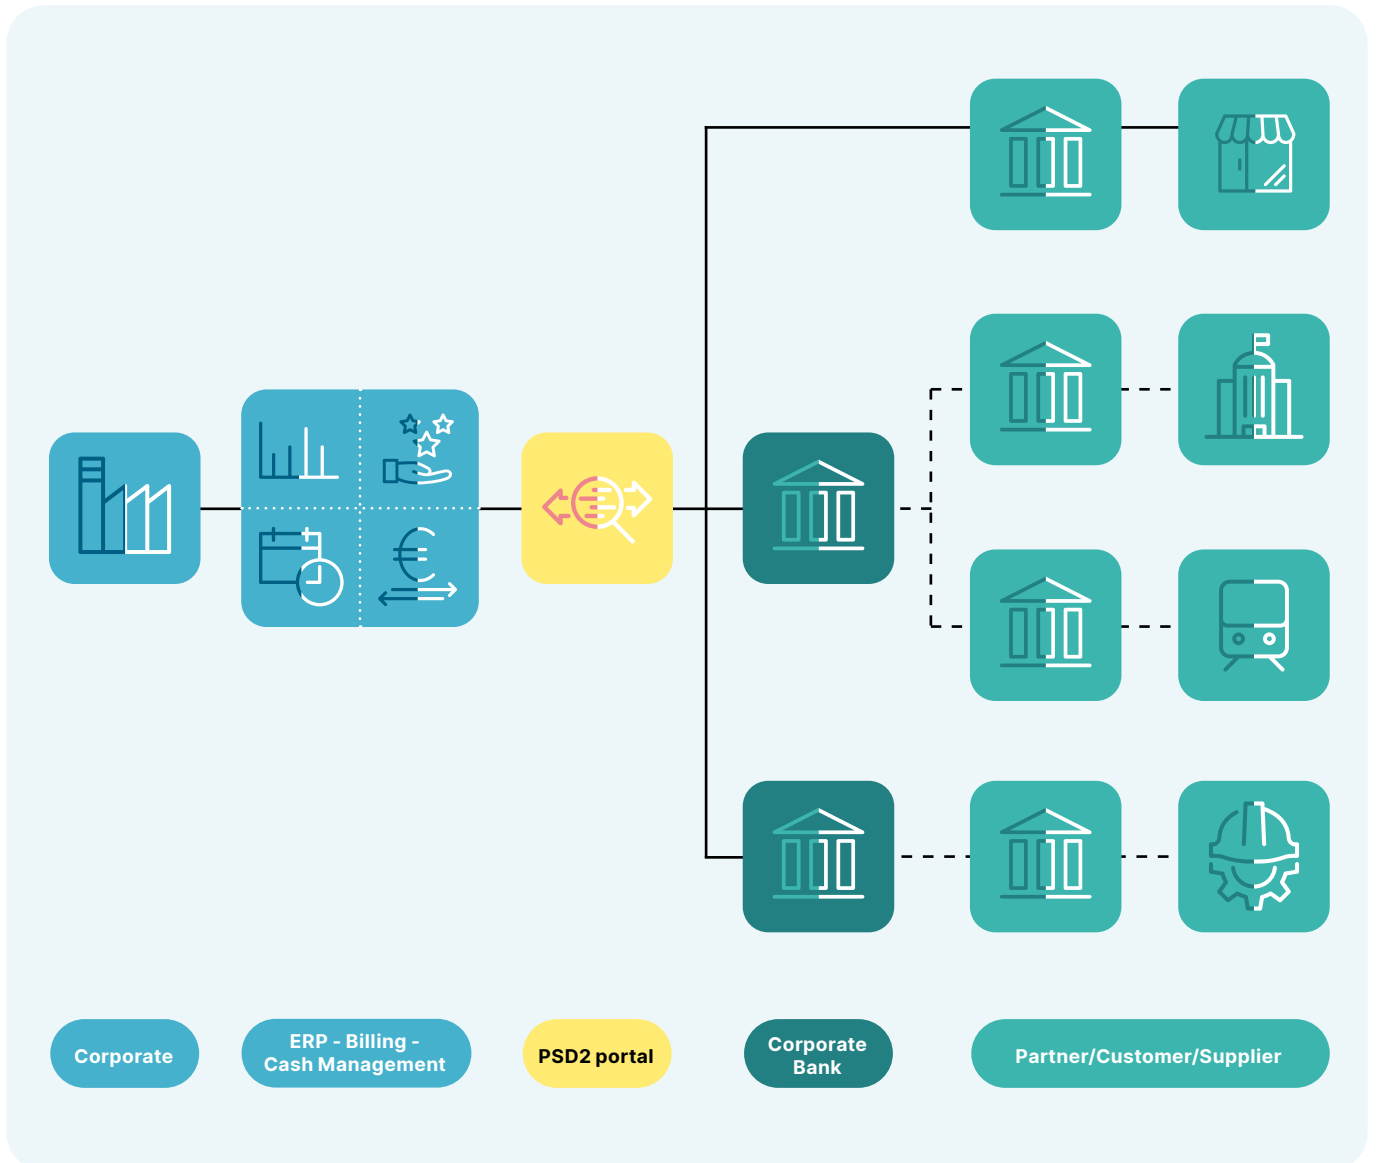 Corporate
ERP - Billing -
Cash Management
PSD2 portal
Corporate
Bank
Partner/Customer/Supplier